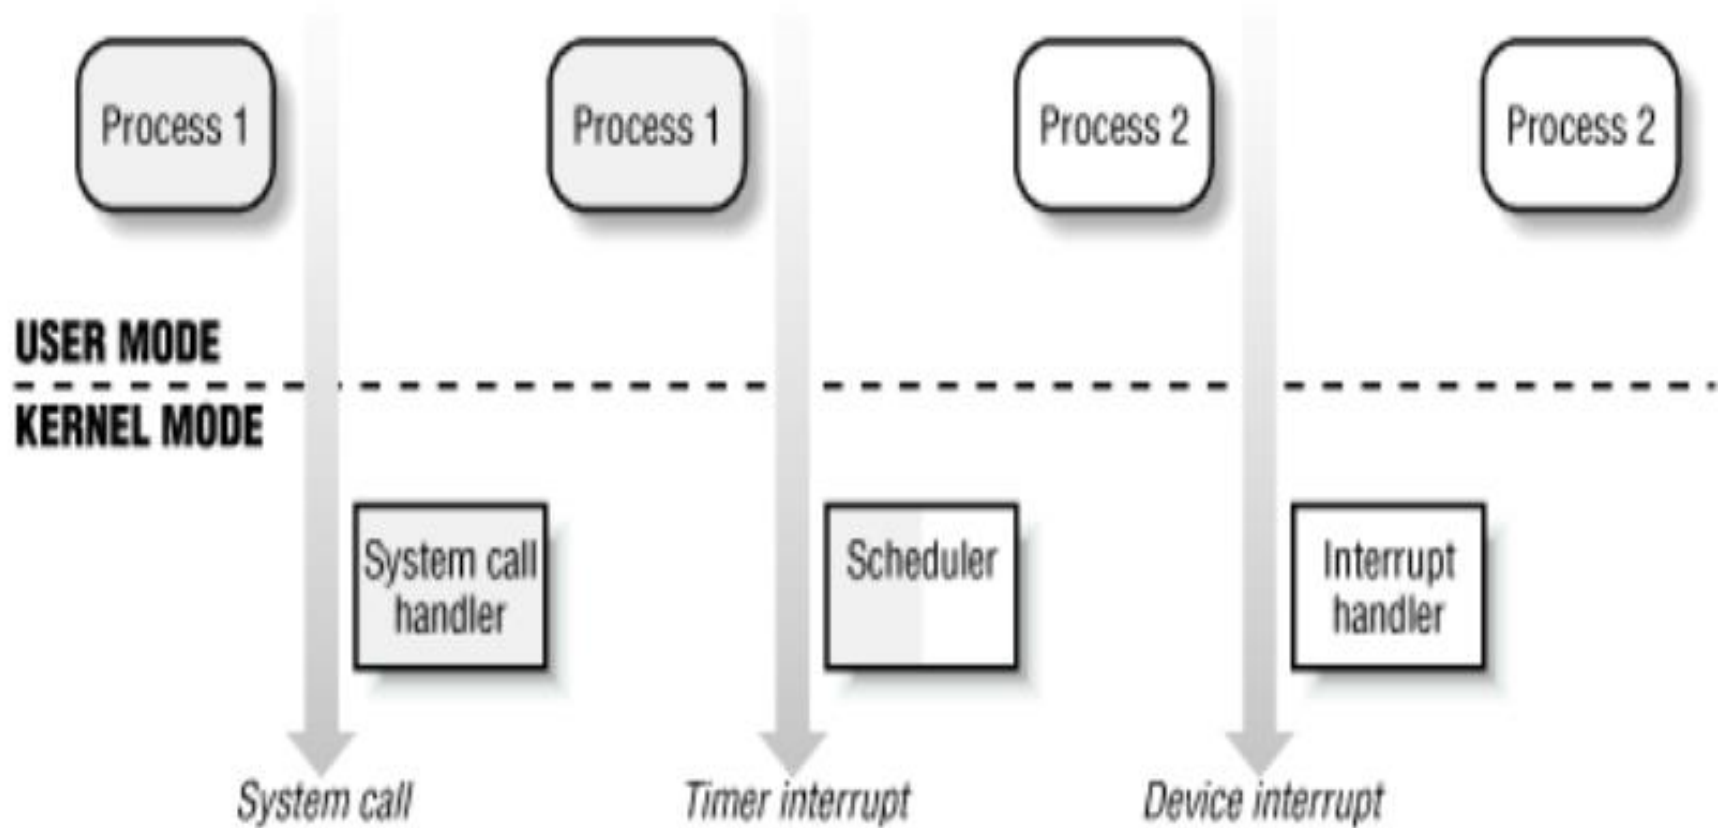 Process 1
Process 1
Process 2
Process 2
USER MODE
KERNEL MODE
System call
handler
Scheduler
Interrupt
handler
System call
Timer interrupt
Device interrupt